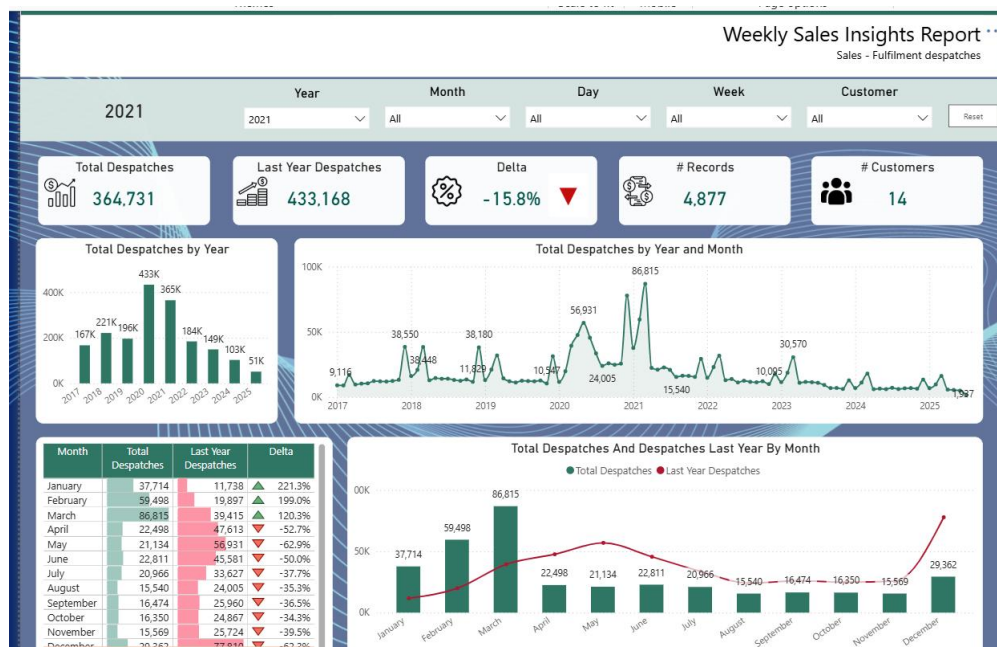 Weekly Sales Insights Report
Sales - Fulfilment despatches
2021
Year Month Day Week Customer
2021 All All All All Reset
Total Despatches
364,731
Last Year Despatches
433,168
Delta
-15.8%
# Records
4,877
# Customers
14
Total Despatches by Year
400K
200K
0K
167K 221K 196K 433K 365K 184K 149K 103K 51K
2017 2018 2019 2020 2021 2022 2023 2024 2025
Total Despatches by Year and Month
100K
50K
0K
9,116 38,550 38,448 11,829 38,180 10,547 56,931 24,005 86,815 15,540 10,095 30,570
2017 2018 2019 2020 2021 2022 2023 2024 2025
Month Total Despatches Last Year Despatches Delta
January 37,714 11,738 221.3%
February 59,498 19,897 199.0%
March 86,815 39,415 120.3%
April 22,498 47,613 -52.7%
May 21,134 56,931 -62.9%
June 22,811 45,581 -50.0%
July 20,966 33,627 -37.7%
August 15,540 24,005 -35.3%
September 16,474 25,960 -36.5%
October 16,350 24,867 -34.3%
November 15,569 25,724 -39.5%
December 29,362 77,810 -62.3%
Total Despatches And Despatches Last Year By Month
Total Despatches Last Year Despatches
00K
50K
0K
37,714 59,498 86,815 22,498 21,134 22,811 20,966 15,540 16,474 16,350 15,569 29,362
January February March April May June July August September October November December